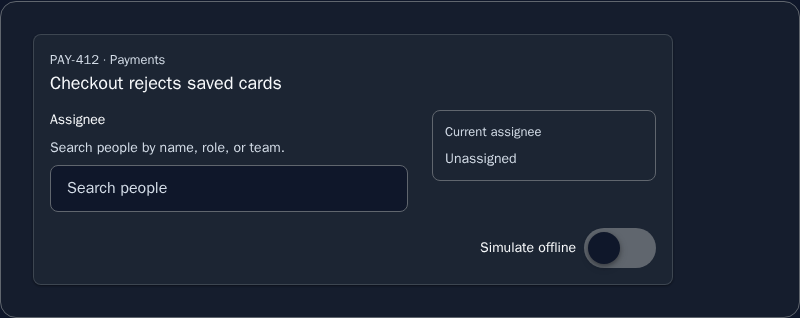 PAY-412 · Payments
Checkout rejects saved cards
Assignee
Search people by name, role, or team.
Search people
Current assignee
Unassigned
Simulate offline